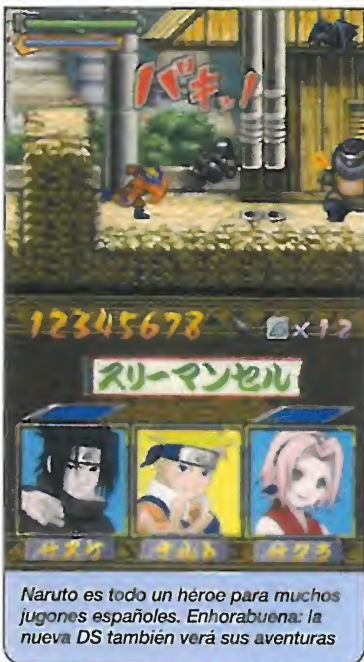 バキッ!
12345678 x12
スリーマンセル
サスケ ナルト サクラ
Naruto es todo un héroe para muchos
jugones españoles. Enhorabuena: la
nueva DS también verá sus aventuras